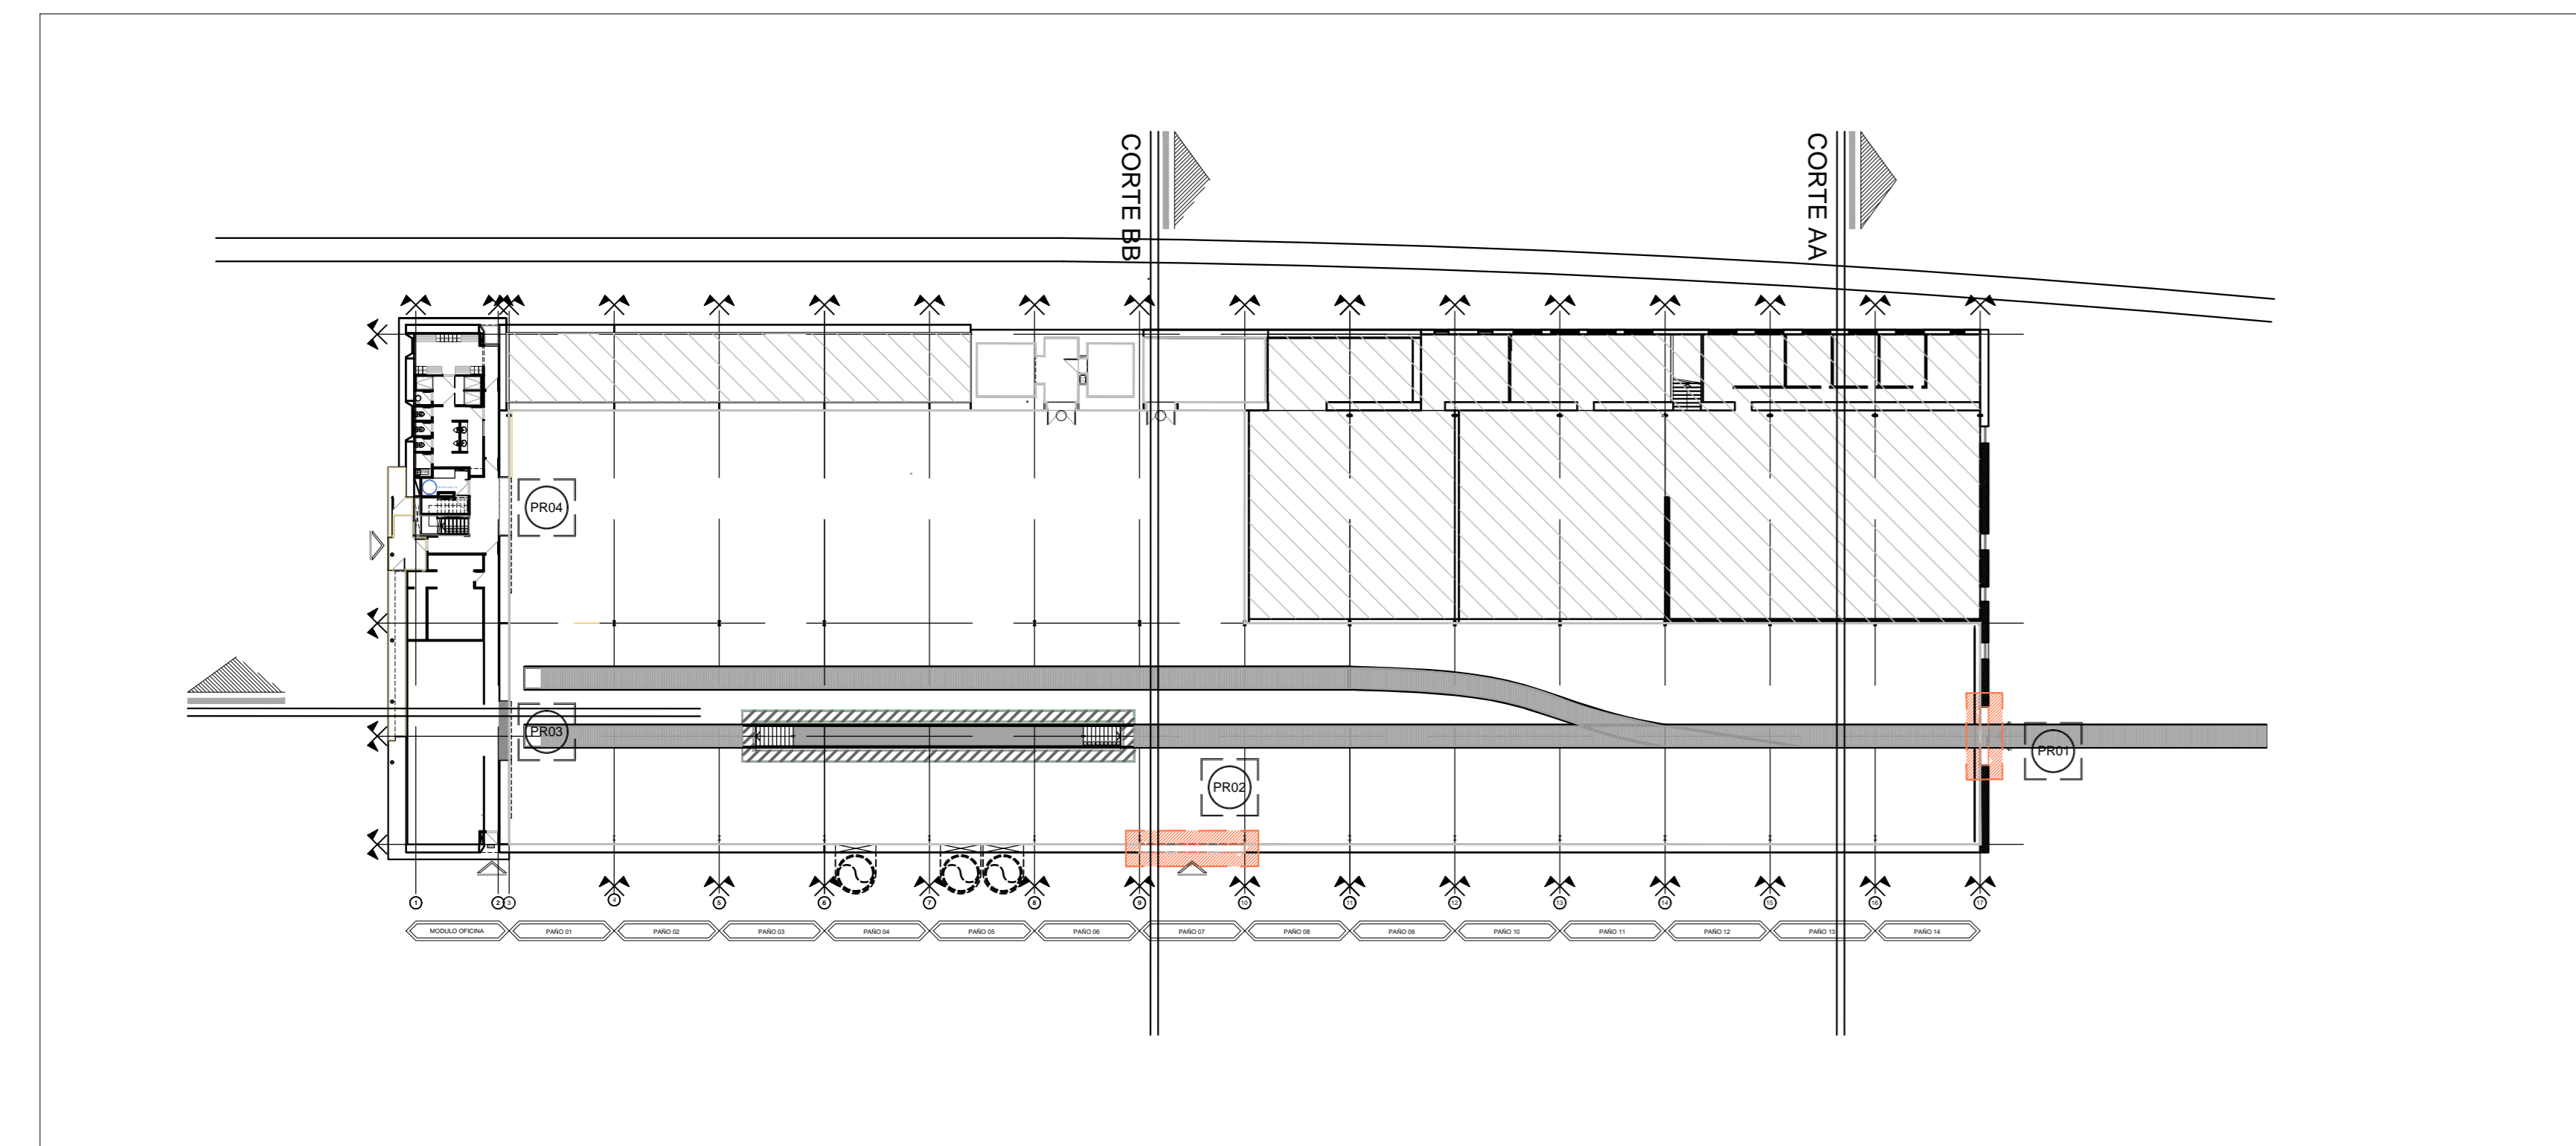 CORTE BB
CORTE AA
PR04
PR03
PR02
PR01
1
2
3
4
5
6
7
8
9
10
11
12
13
14
15
16
17
MODULO OFICINA
PAÑO 01
PAÑO 02
PAÑO 03
PAÑO 04
PAÑO 05
PAÑO 06
PAÑO 07
PAÑO 08
PAÑO 09
PAÑO 10
PAÑO 11
PAÑO 12
PAÑO 13
PAÑO 14